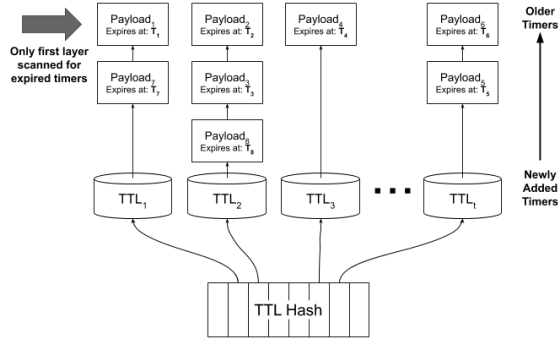 Only first layer
scanned for
expired timers
Payload1
Expires at: T1
Payload2
Expires at: T2
Payload4
Expires at: T4
Payload6
Expires at: T6
Older
Timers
Payload7
Expires at: T7
Payload3
Expires at: T3
Payload5
Expires at: T5
Payload8
Expires at: T8
TTL1
TTL2
TTL3
TTLt
Newly
Added
Timers
TTL Hash